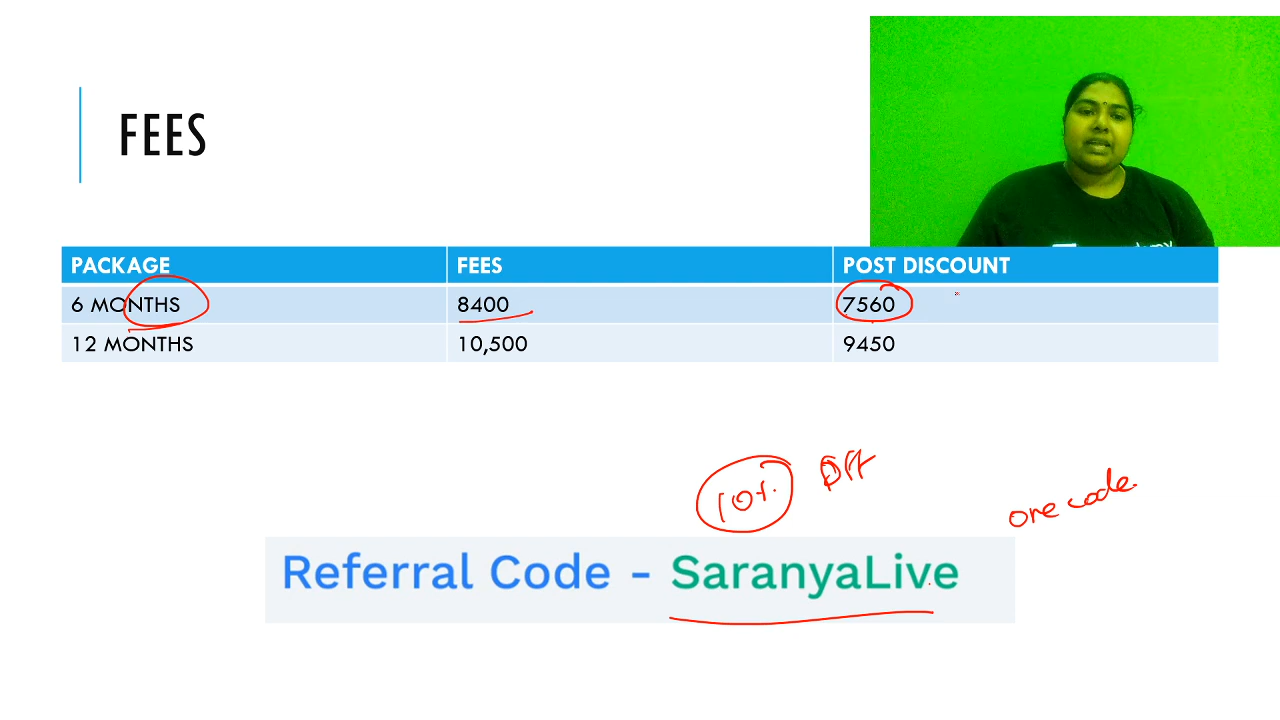 FEES
PACKAGE FEES POST DISCOUNT
6 MONTHS 8400 7560
12 MONTHS 10,500 9450
10% Off
one code.
Referral Code - SaranyaLive